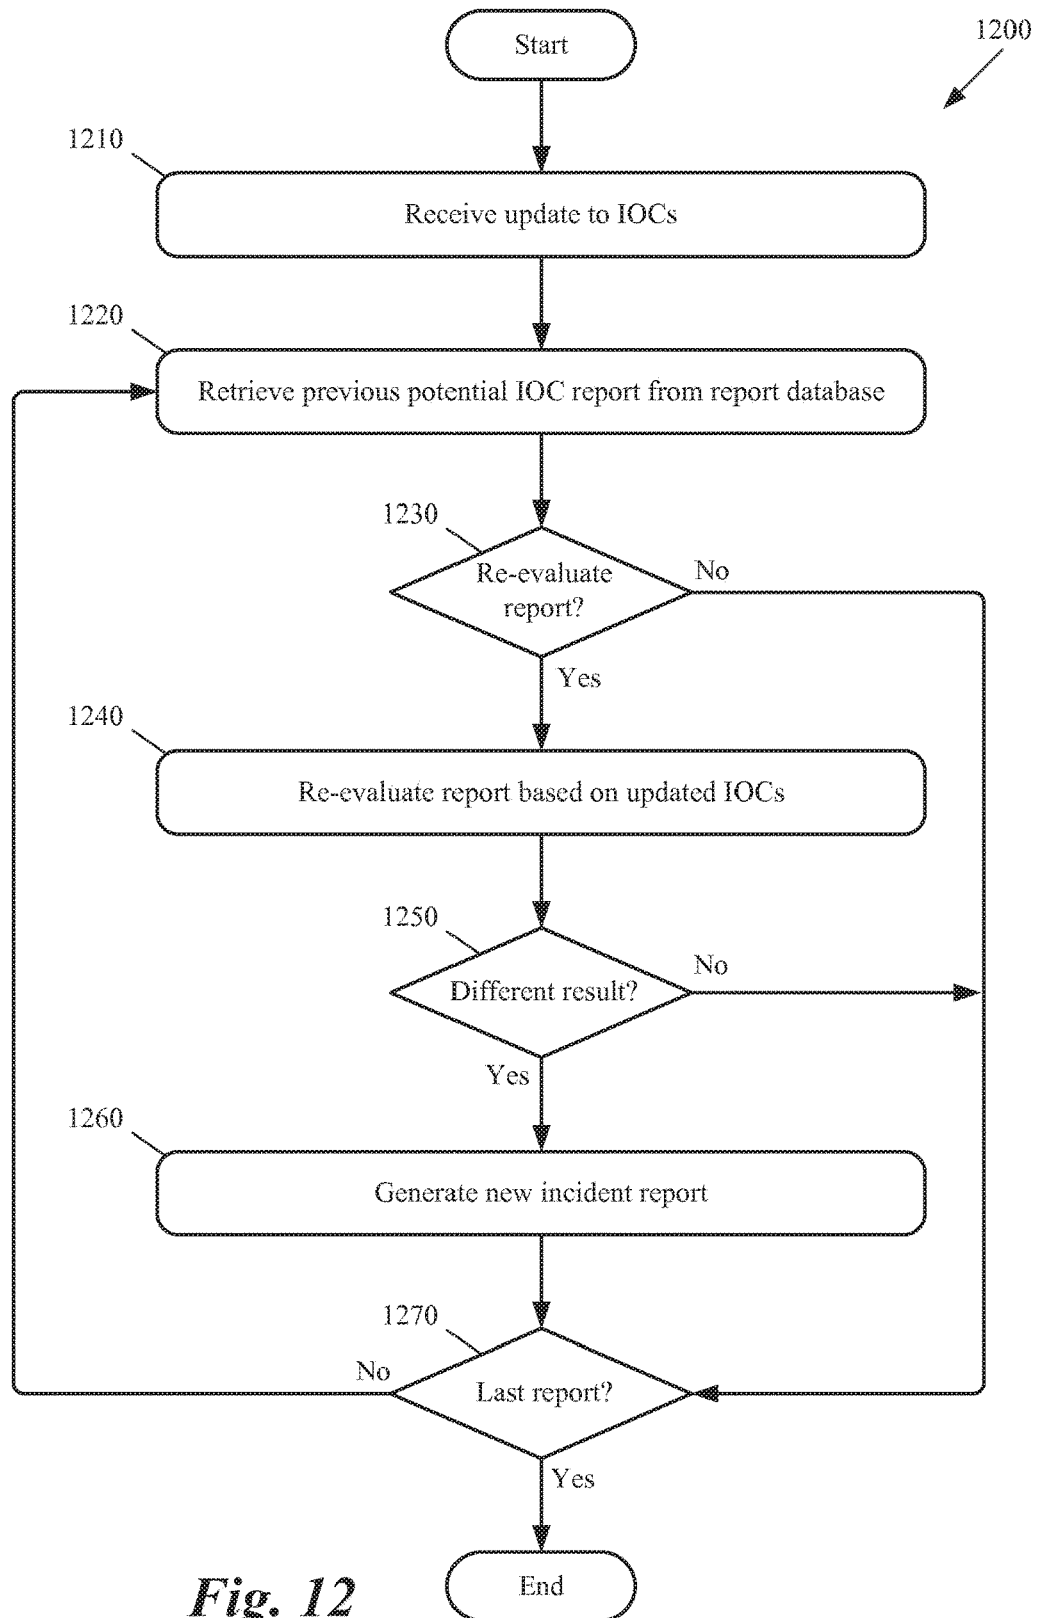 Start
1200
1210
Receive update to IOCs
1220
Retrieve previous potential IOC report from report database
1230
Re-evaluate
report?
No
Yes
1240
Re-evaluate report based on updated IOCs
1250
Different result?
No
Yes
1260
Generate new incident report
1270
No
Last report?
Yes
End
Fig. 12